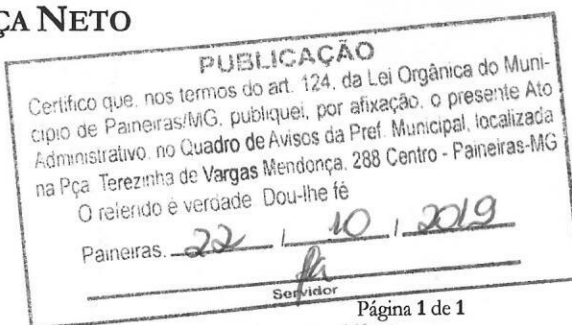 ÇA NETO
PUBLICAÇÃO
Certifico que, nos termos do art. 124, da Lei Orgânica do Muni-
cípio de Paineiras/MG, publiquei, por afixação, o presente Ato
Administrativo, no Quadro de Avisos da Pref. Municipal, localizada
na Pça Terezinha de Vargas Mendonça, 288 Centro - Paineiras-MG
O referido é verdade Dou-lhe fé
Paineiras, 22 / 10 / 2019
Servidor
Página 1 de 1